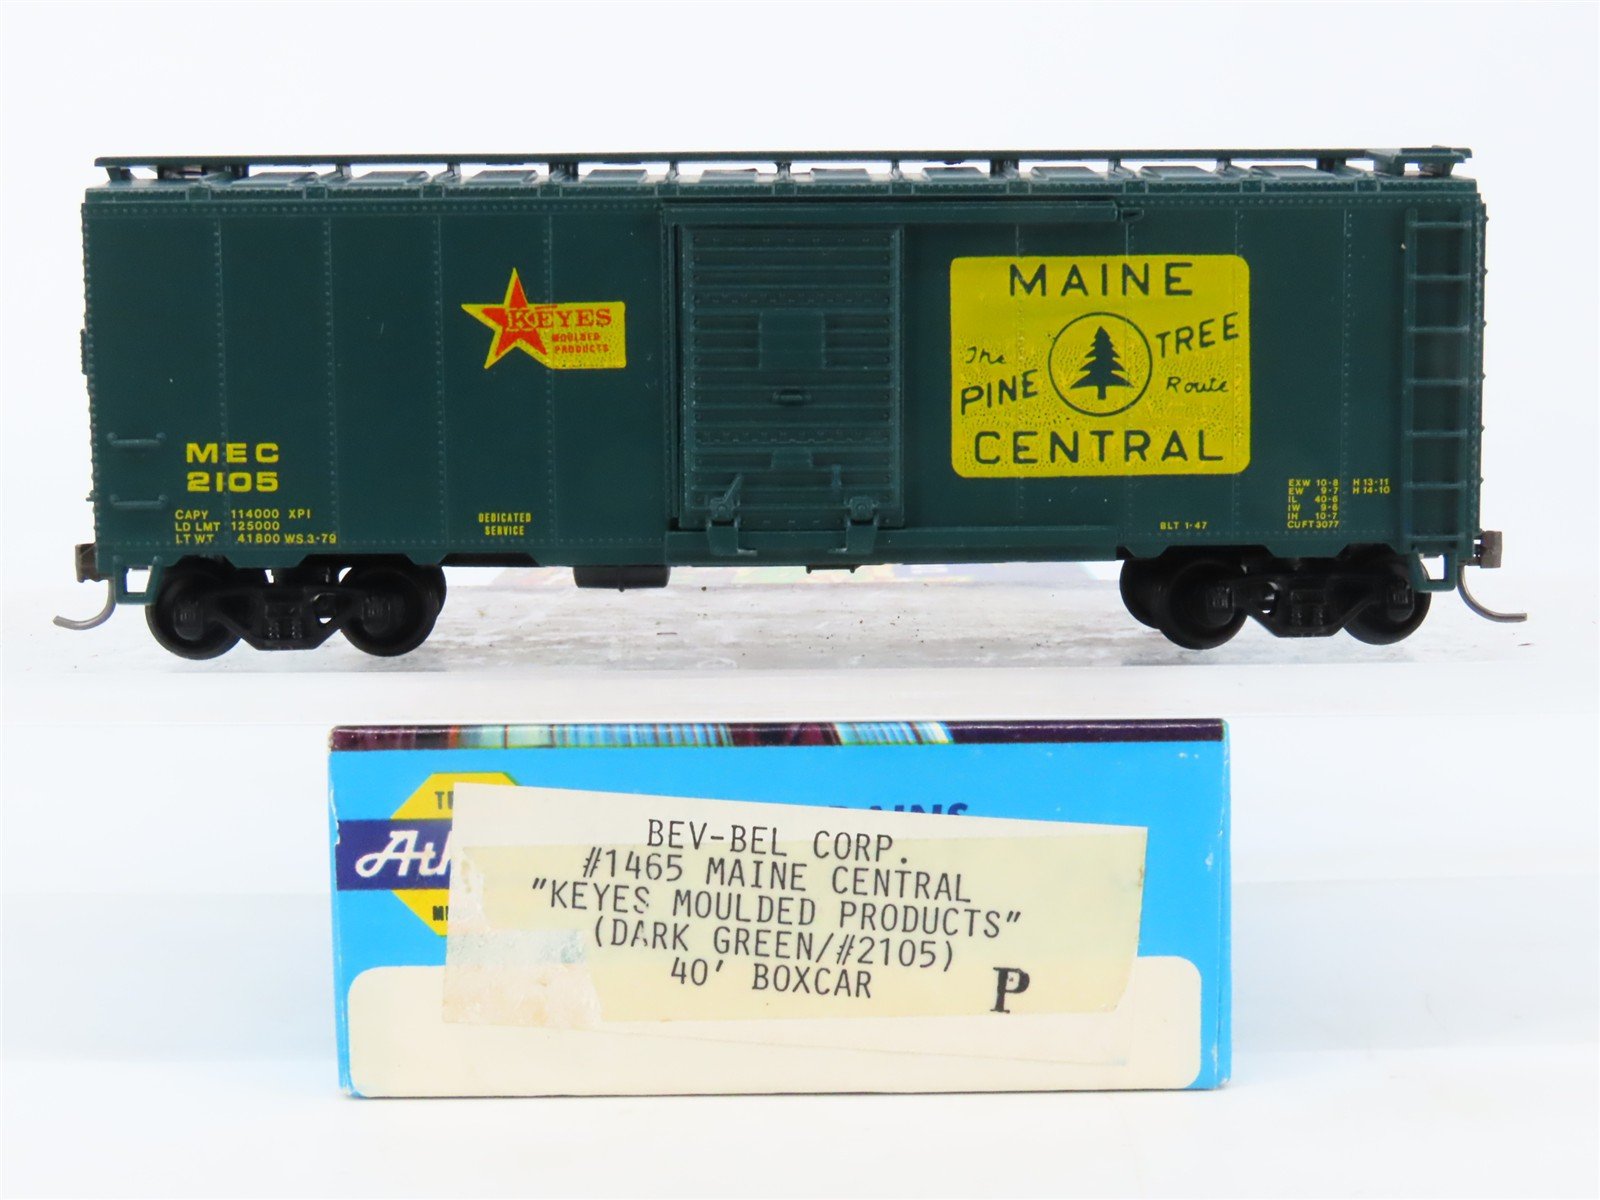 KEYES
MOULDED
PRODUCTS
MAINE
The PINE TREE Route
CENTRAL
MEC
2105
CAPY 114000 XPI
LD LMT 125000
LT WT 41800 WS.3-79
DEDICATED
SERVICE
BLT 1-47
EXW 10-8 H 13-11
EW 9-7 H 14-10
IL 40-6
IW 9-6
IH 10-7
CUFT 3077
BEV-BEL CORP.
#1465 MAINE CENTRAL
"KEYES MOULDED PRODUCTS"
(DARK GREEN/#2105)
40' BOXCAR
P